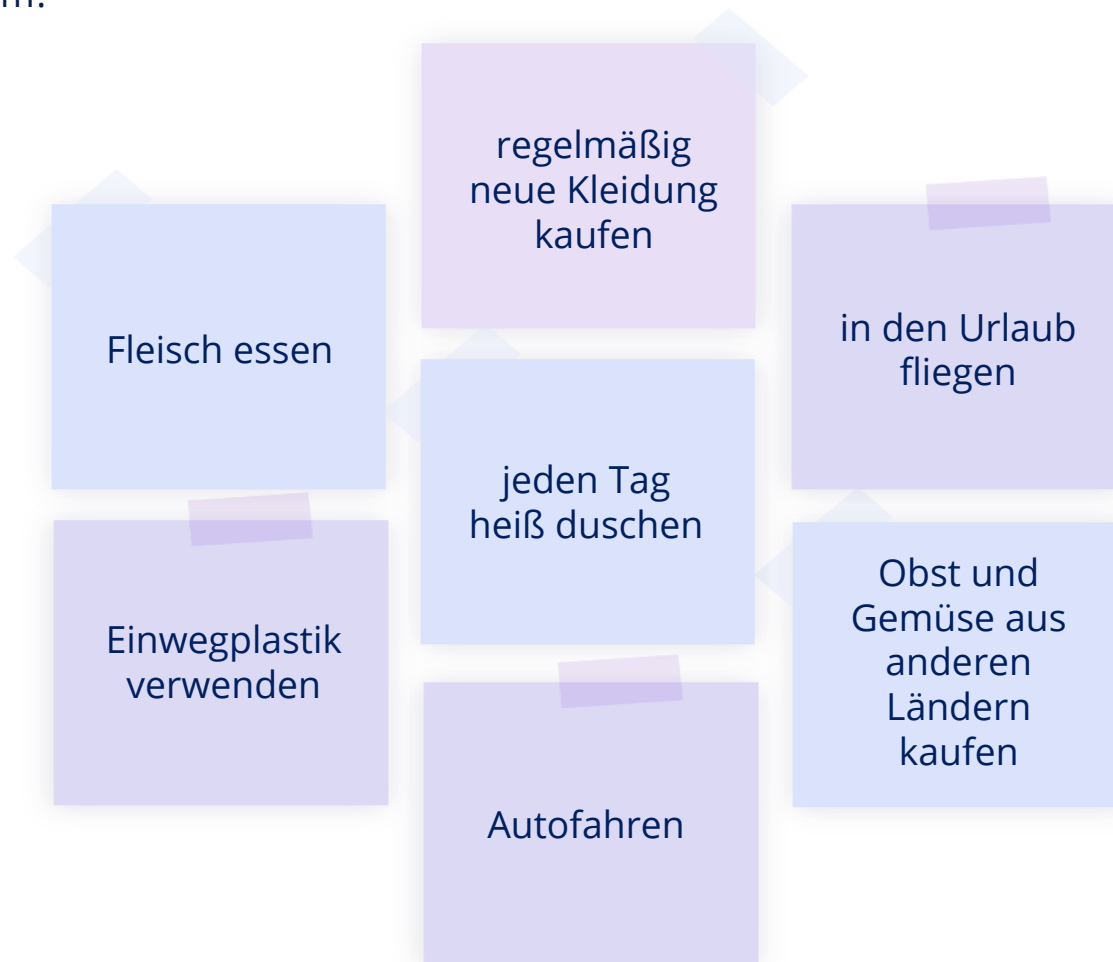 regelmäßig
neue Kleidung
kaufen
Fleisch essen
in den Urlaub
fliegen
jeden Tag
heiß duschen
Einwegplastik
verwenden
Obst und
Gemüse aus
anderen
Ländern
kaufen
Autofahren